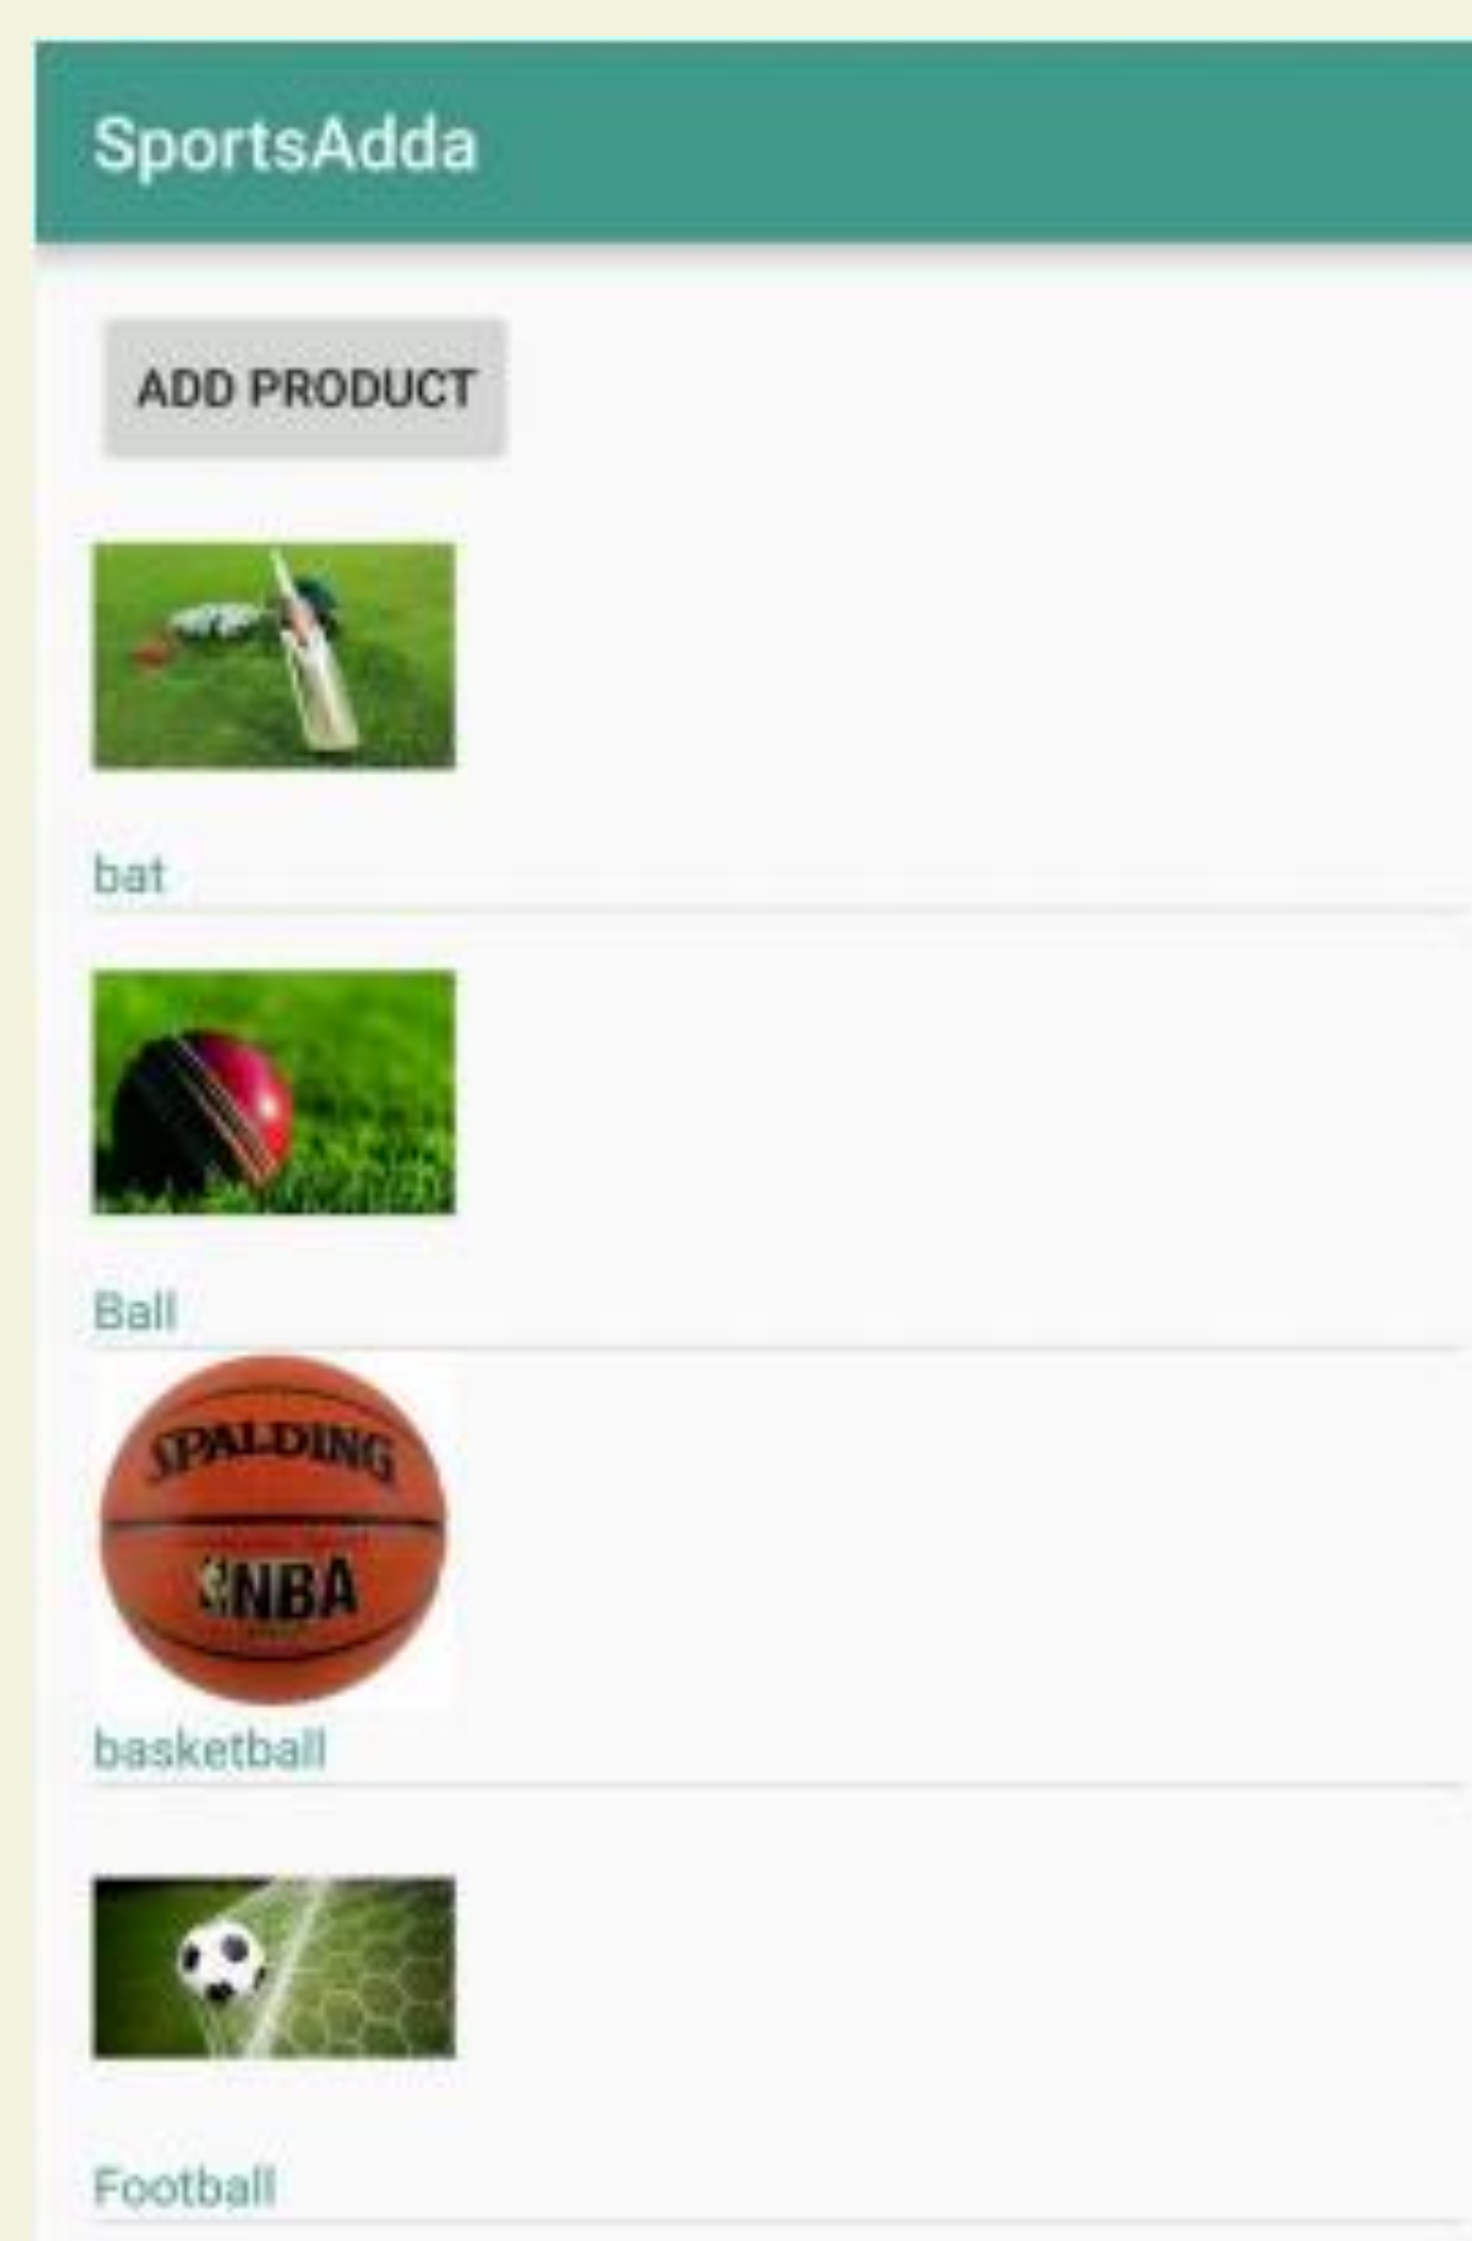 SportsAdda
ADD PRODUCT
bat
Ball
SPALDING
NBA
basketball
Football